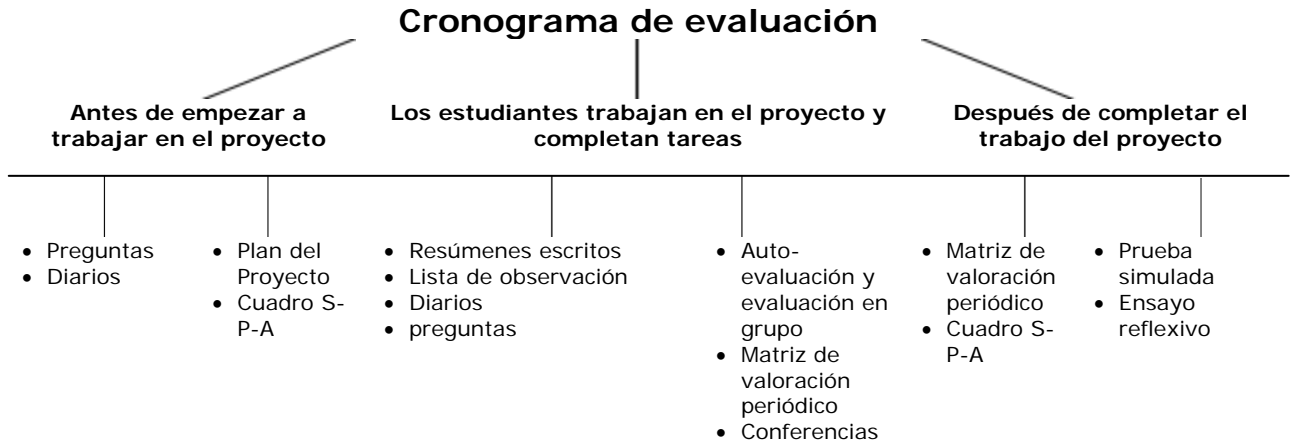 Cronograma de evaluación
Antes de empezar a
trabajar en el proyecto
Los estudiantes trabajan en el proyecto y
completan tareas
Después de completar el
trabajo del proyecto
• Preguntas
• Diarios
• Plan del
Proyecto
• Cuadro S-
P-A
• Resúmenes escritos
• Lista de observación
• Diarios
• preguntas
• Auto-
evaluación y
evaluación en
grupo
• Matriz de
valoración
periódico
• Conferencias
• Matriz de
valoración
periódico
• Cuadro S-
P-A
• Prueba
simulada
• Ensayo
reflexivo